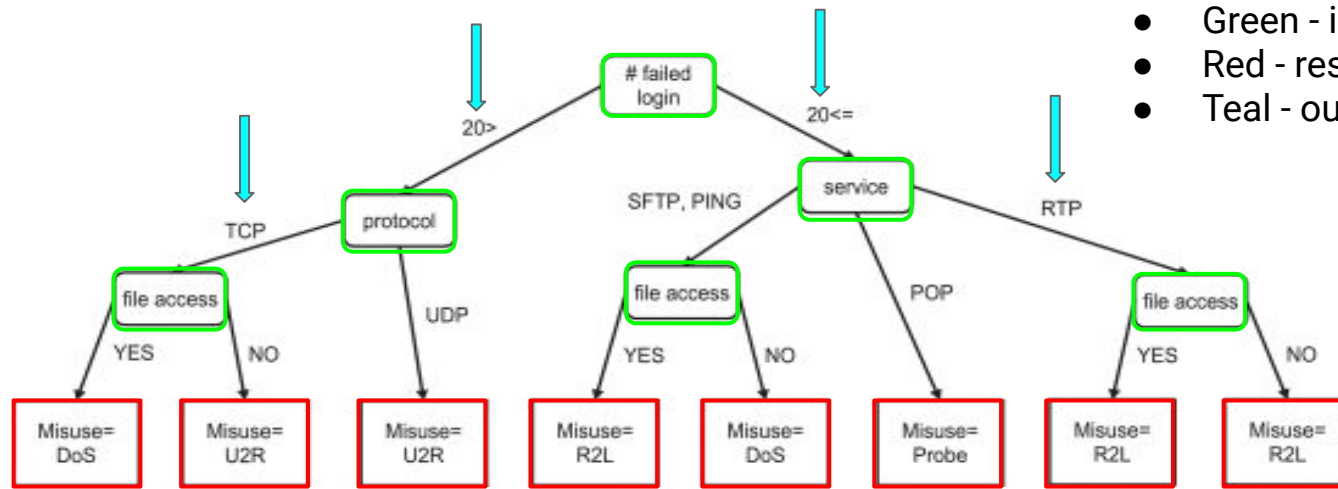 ● Green - i
● Red - res
● Teal - ou
# failed
login
20>
20<=
service
SFTP, PING
RTP
protocol
TCP
file access
UDP
file access
POP
file access
YES
NO
YES
NO
YES
NO
Misuse=
DoS
Misuse=
U2R
Misuse=
U2R
Misuse=
R2L
Misuse=
DoS
Misuse=
Probe
Misuse=
R2L
Misuse=
R2L